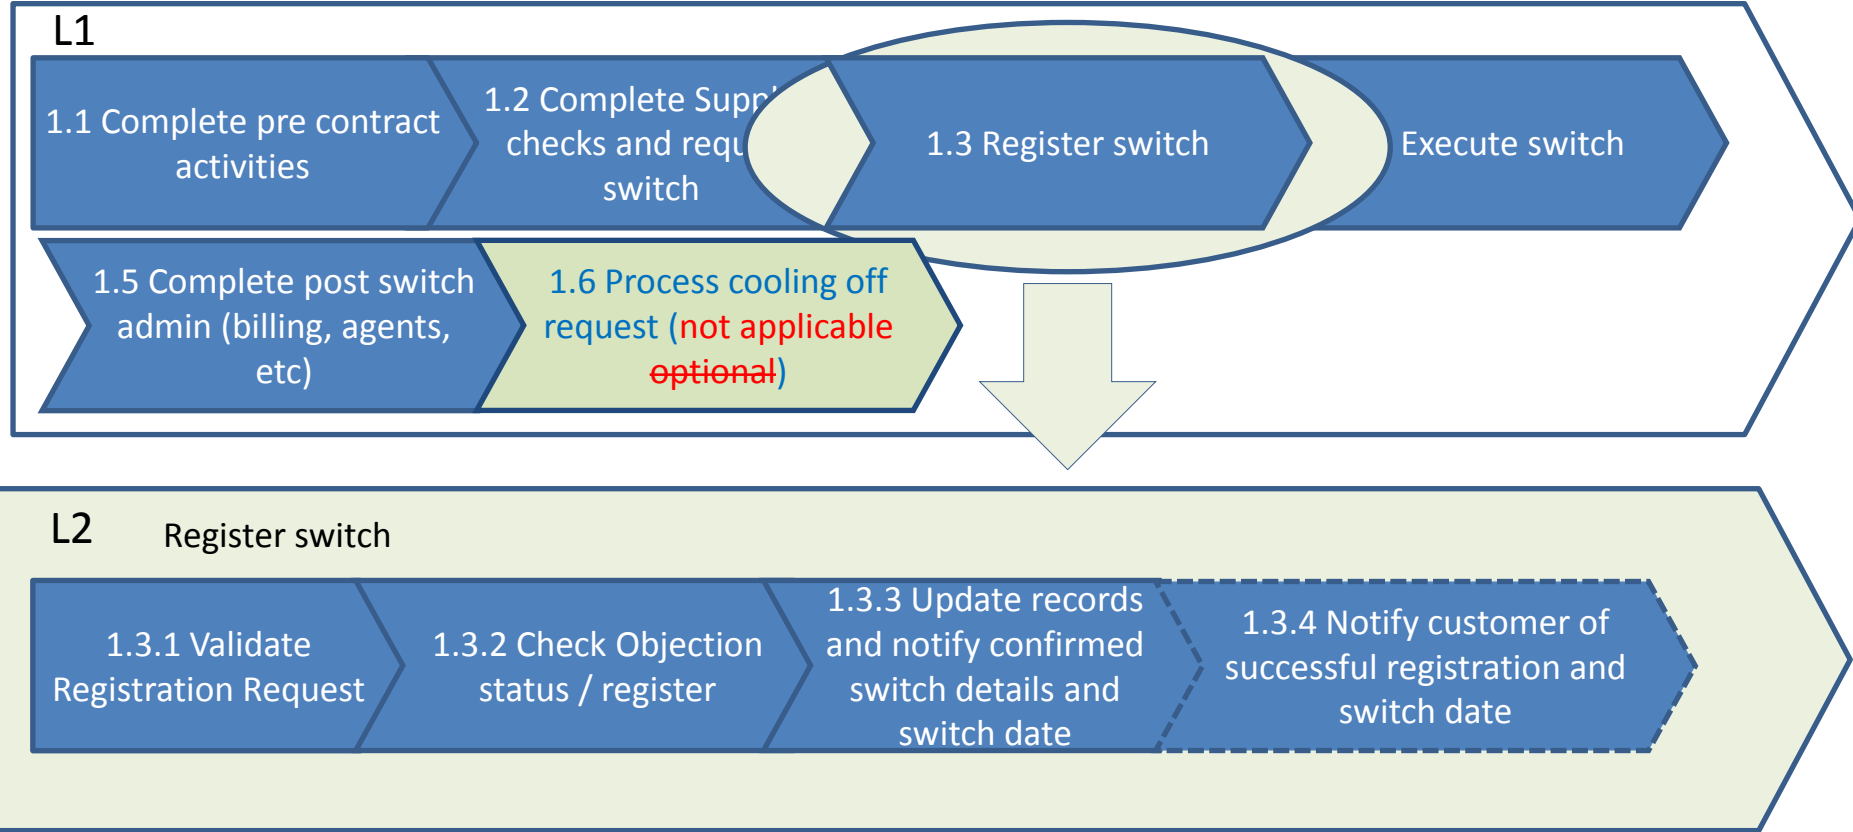 L1
1.1 Complete pre contract
activities
1.2 Complete
checks and
switch
1.3 Register switch
Execute switch
1.5 Complete post switch
admin (billing, agents,
etc)
1.6 Process cooling off
request (not applicable
optional)
L2
Register switch
1.3.1 Validate
Registration Request
1.3.2 Check Objection
status / register
1.3.3 Update records
and notify confirmed
switch details and
switch date
1.3.4 Notify customer of
successful registration and
switch date